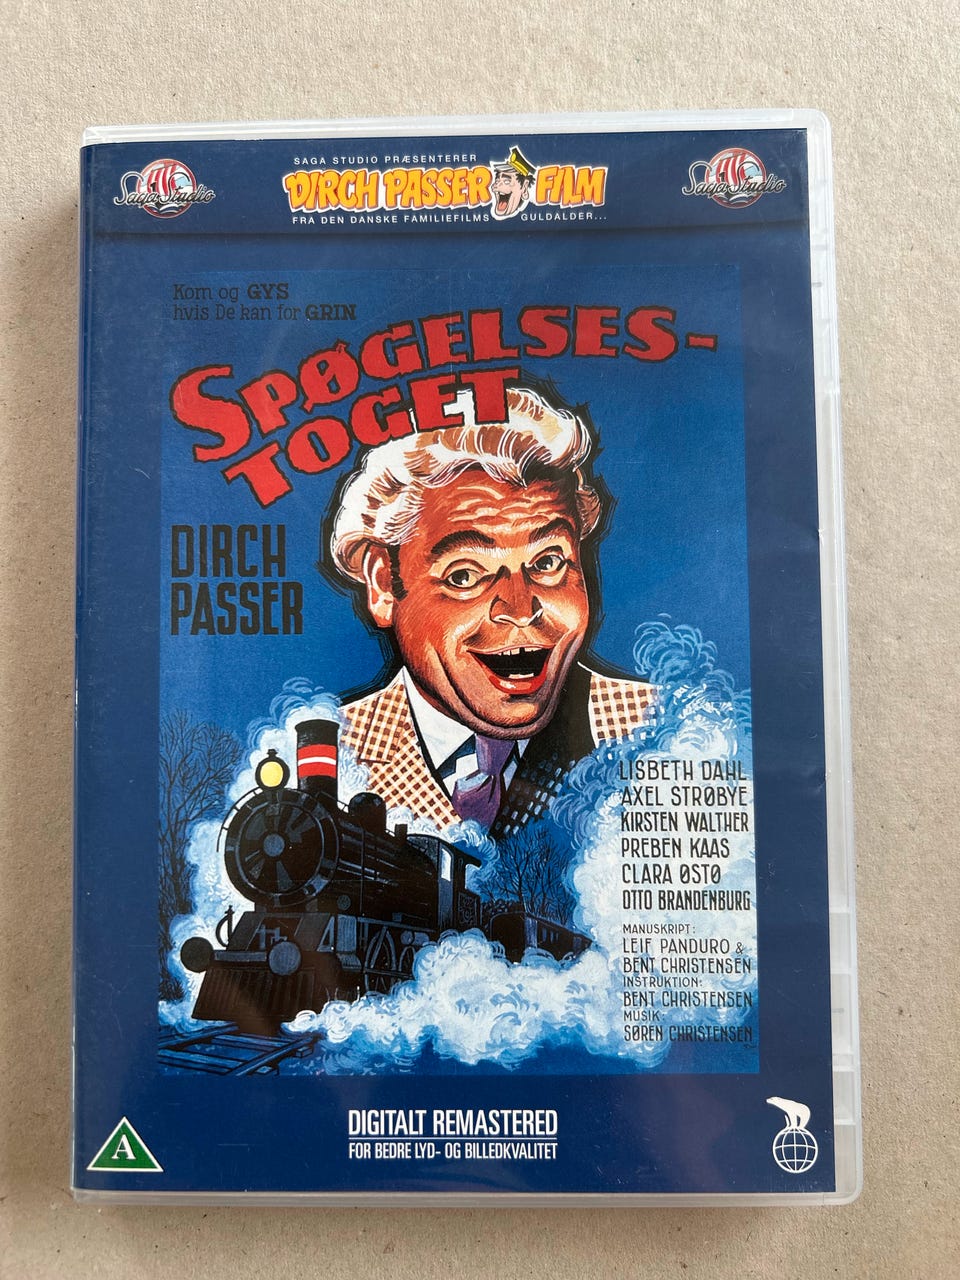 SAGA STUDIO PRÆSENTERER
Saga Studio
DIRCH PASSER FILM
Saga Studio
FRA DEN DANSKE FAMILIEFILMS GULDALDER...
Kom og GYS
hvis De kan for GRIN
SPØGELSES-
TOGET
DIRCH
PASSER
LISBETH DAHL
AXEL STRØBYE
KIRSTEN WALTHER
PREBEN KAAS
CLARA ØSTØ
OTTO BRANDENBURG
MANUSKRIPT:
LEIF PANDURO &
BENT CHRISTENSEN
INSTRUKTION:
BENT CHRISTENSEN
MUSIK:
SØREN CHRISTENSEN
A
DIGITALT REMASTERED
FOR BEDRE LYD- OG BILLEDKVALITET